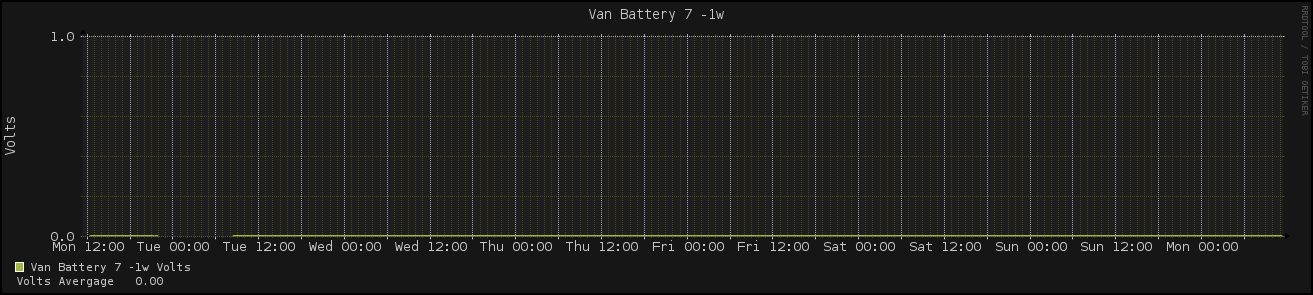 Van Battery 7 -1w
RRDTOOL / TOBI OETIKER
Volts
1.0
0.0
Mon 12:00 Tue 00:00 Tue 12:00 Wed 00:00 Wed 12:00 Thu 00:00 Thu 12:00 Fri 00:00 Fri 12:00 Sat 00:00 Sat 12:00 Sun 00:00 Sun 12:00 Mon 00:00
Van Battery 7 -1w Volts
Volts Avergage 0.00